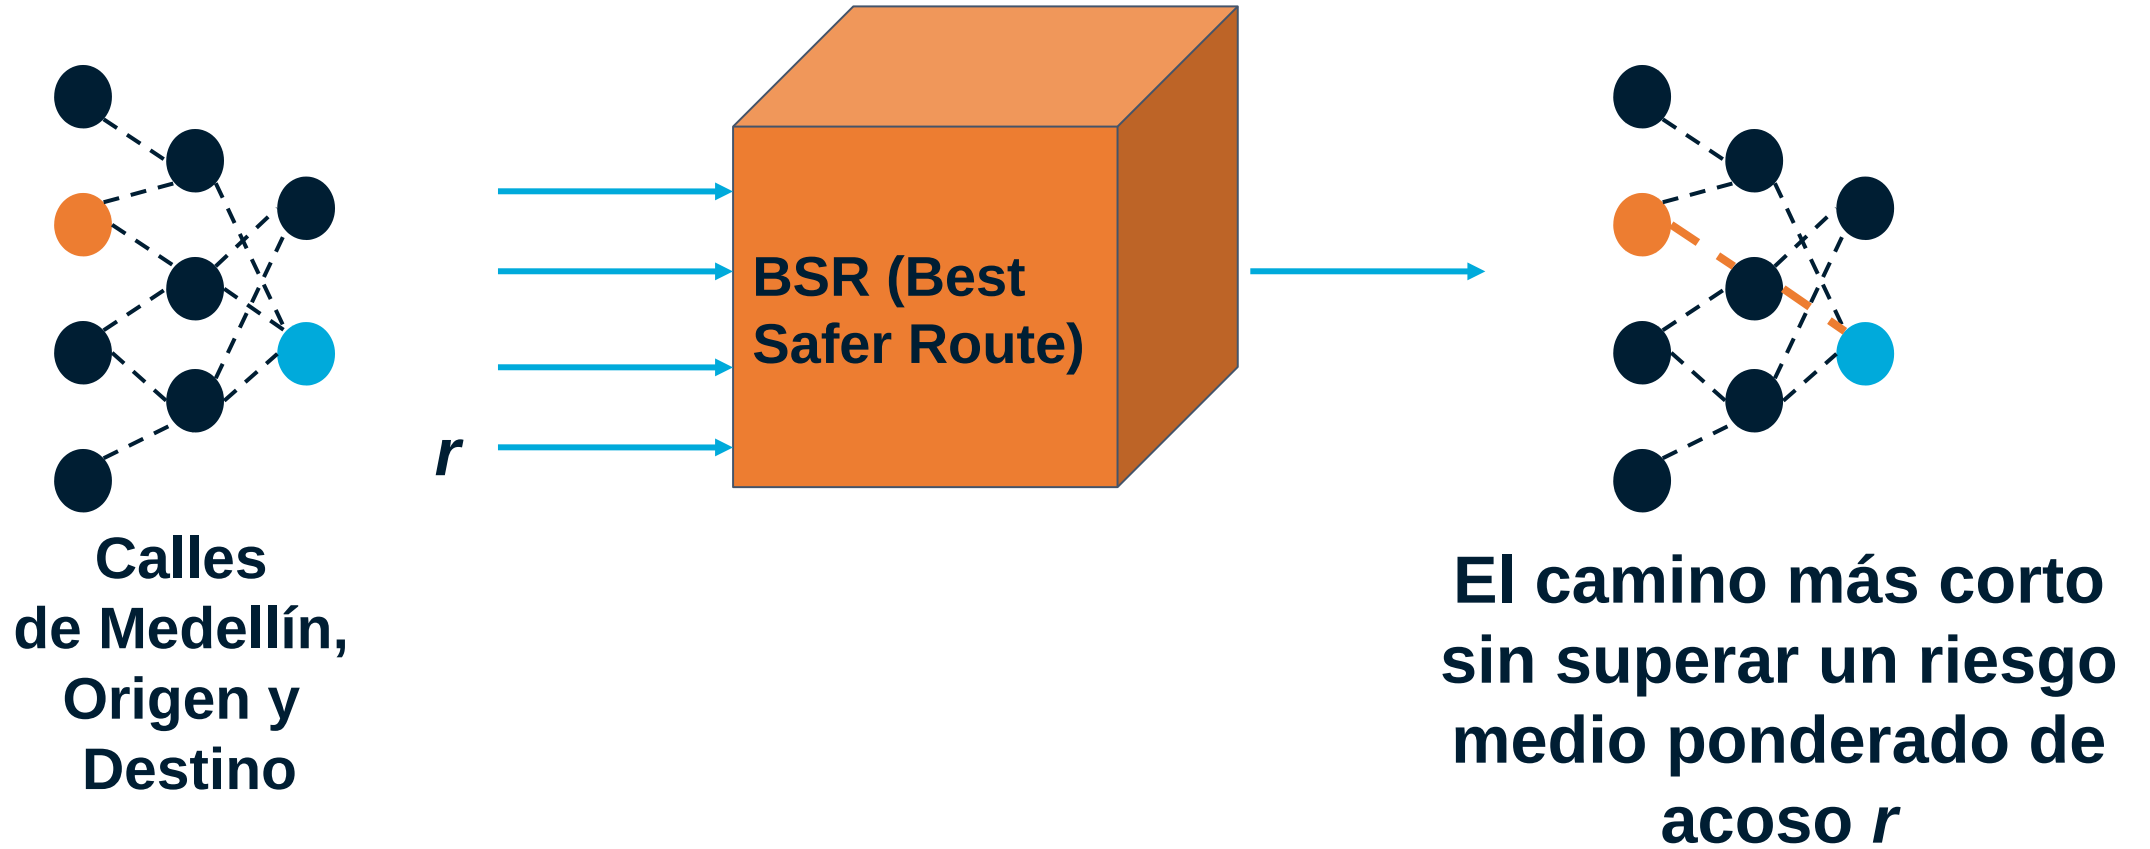 BSR (Best
Safer Route)
r
Calles
de Medellín,
Origen y
Destino
El camino más corto
sin superar un riesgo
medio ponderado de
acoso r